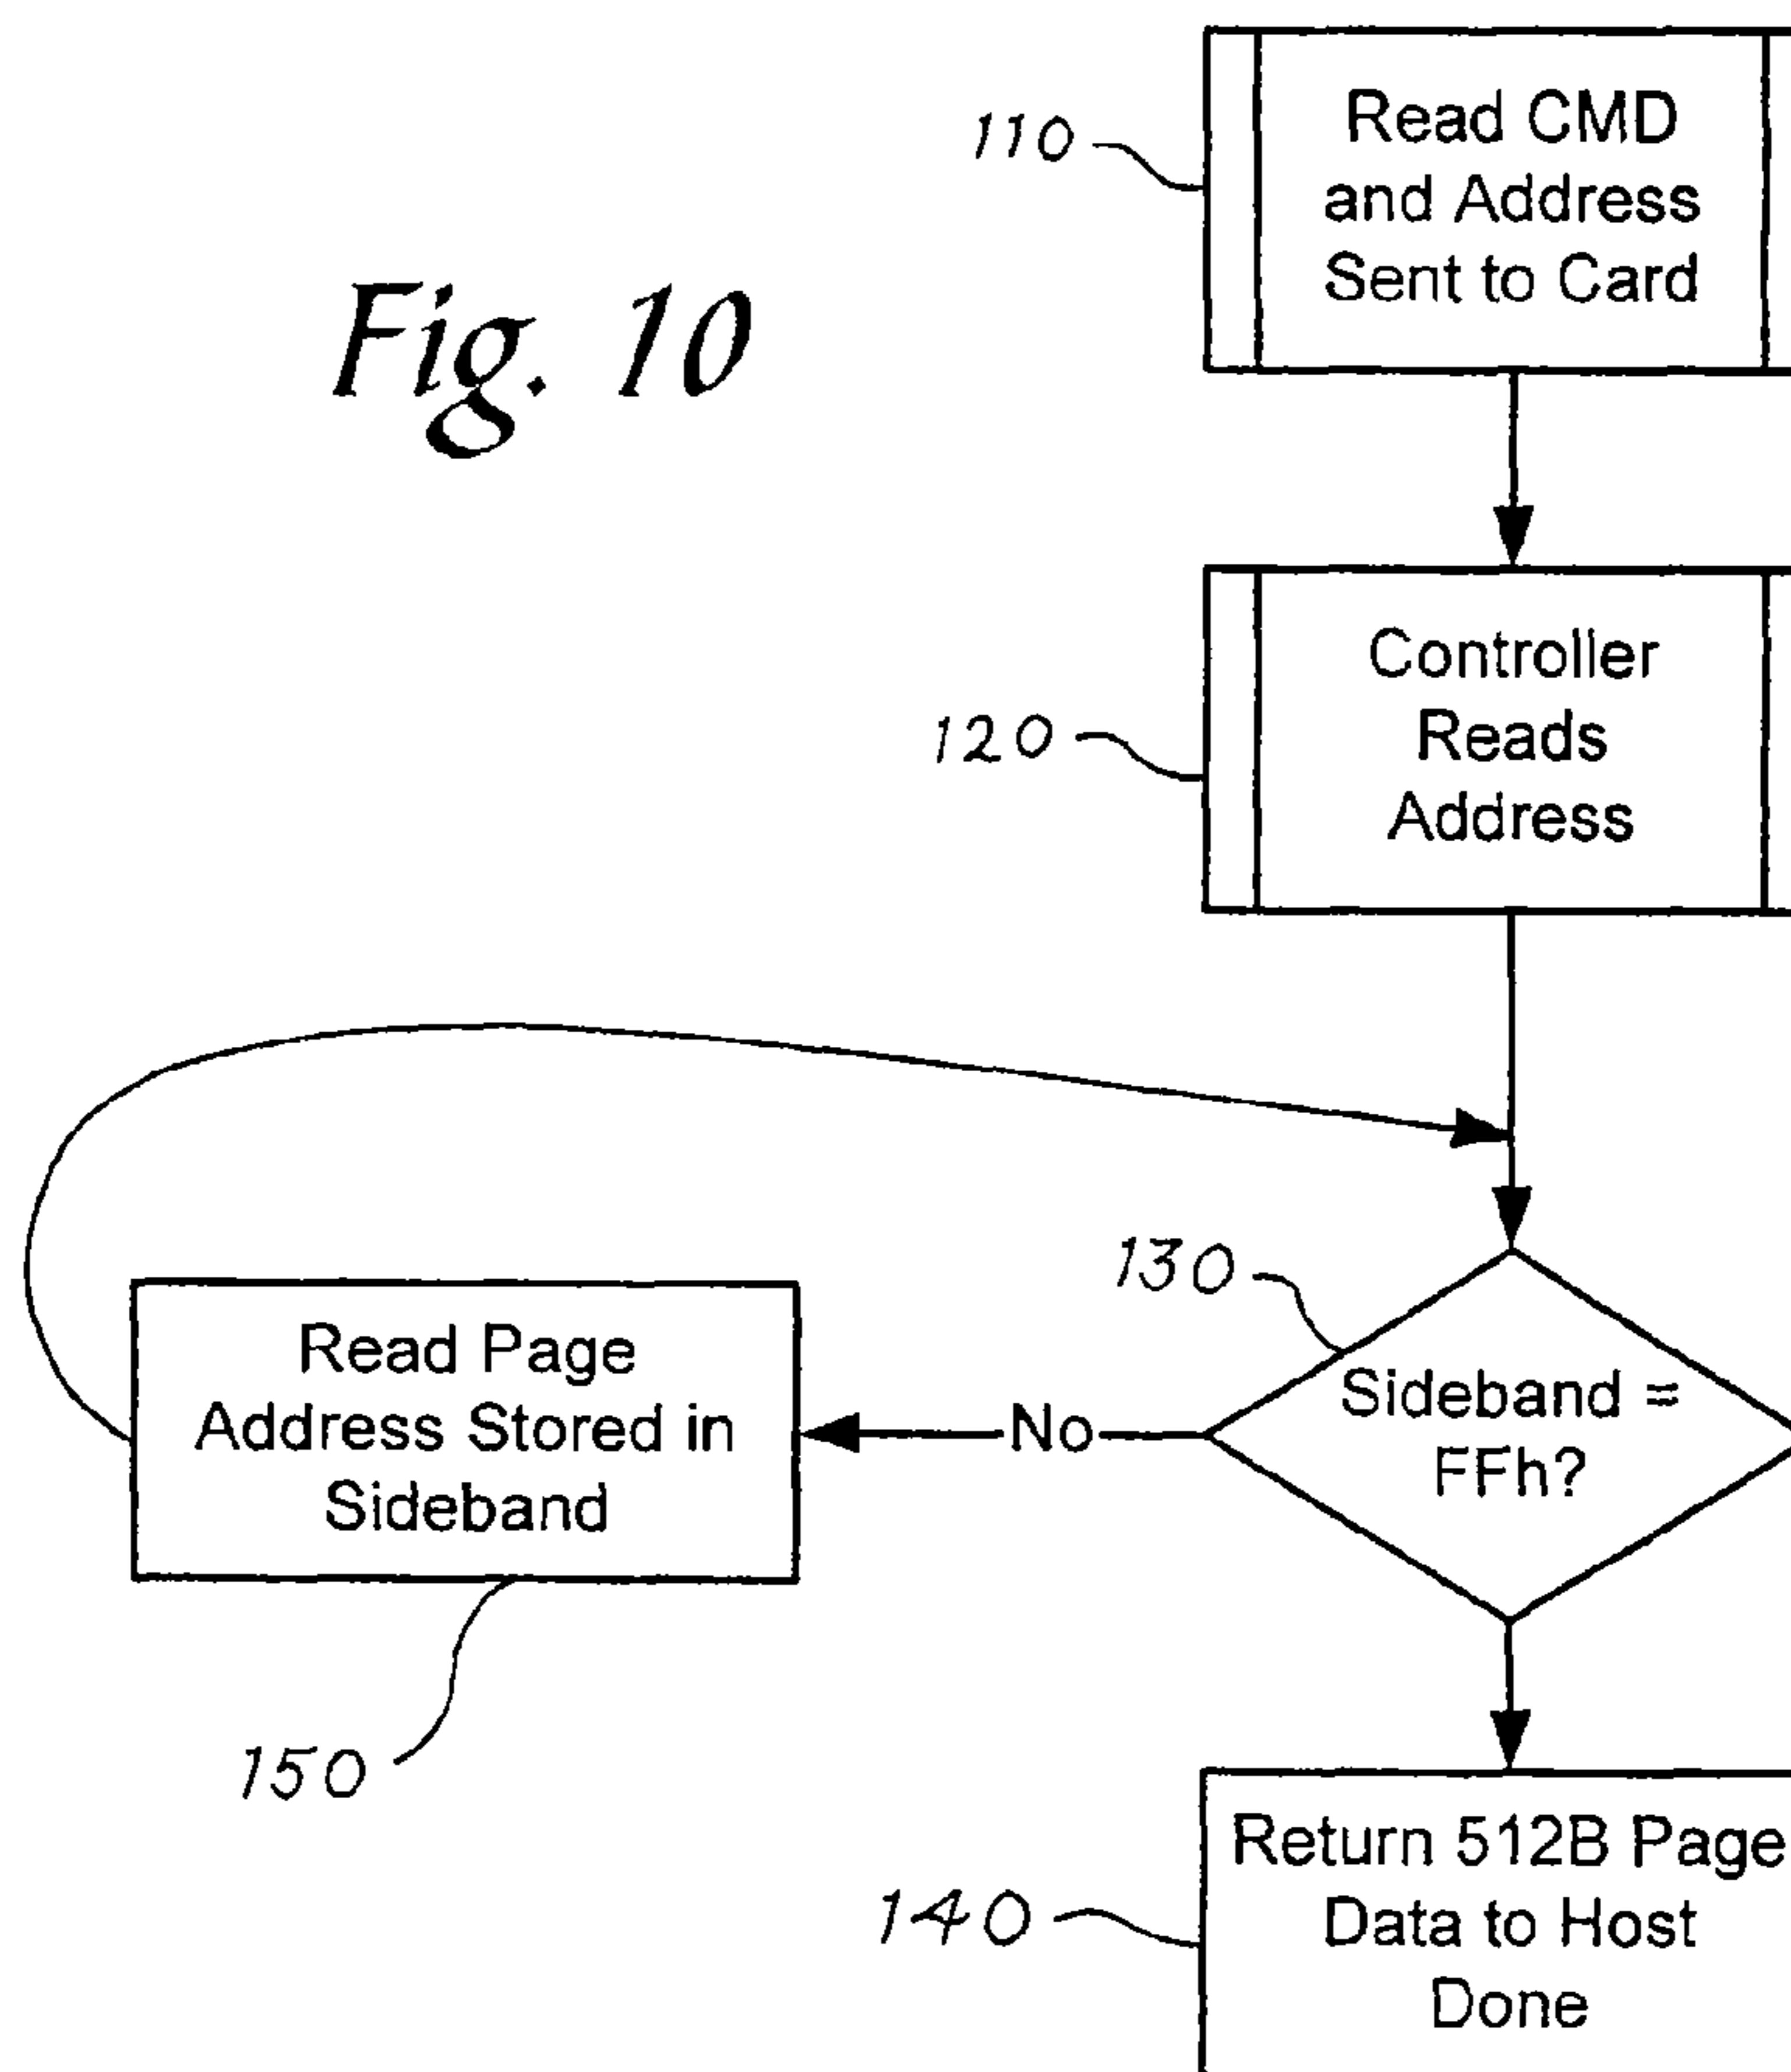 Fig. 10
110
Read CMD
and Address
Sent to Card
120
Controller
Reads
Address
130
Sideband =
FFh?
No
Read Page
Address Stored in
Sideband
150
140
Return 512B Page
Data to Host
Done